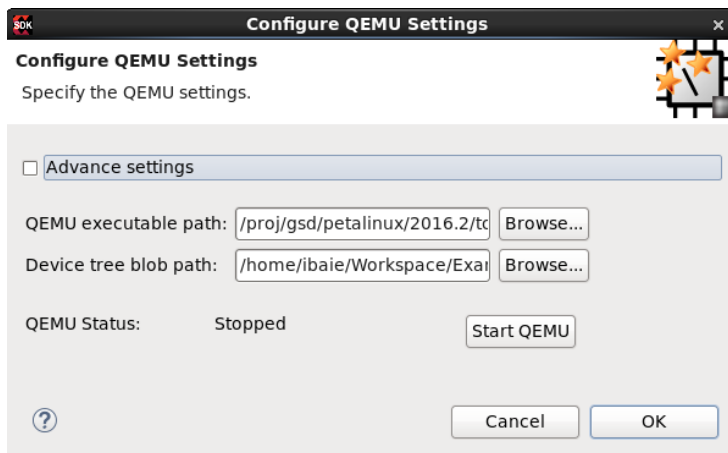 SDK Configure QEMU Settings ×
Configure QEMU Settings
Specify the QEMU settings.
Advance settings
QEMU executable path: /proj/gsd/petalinux/2016.2/to Browse...
Device tree blob path: /home/ibaie/Workspace/Exar Browse...
QEMU Status: Stopped Start QEMU
? Cancel OK